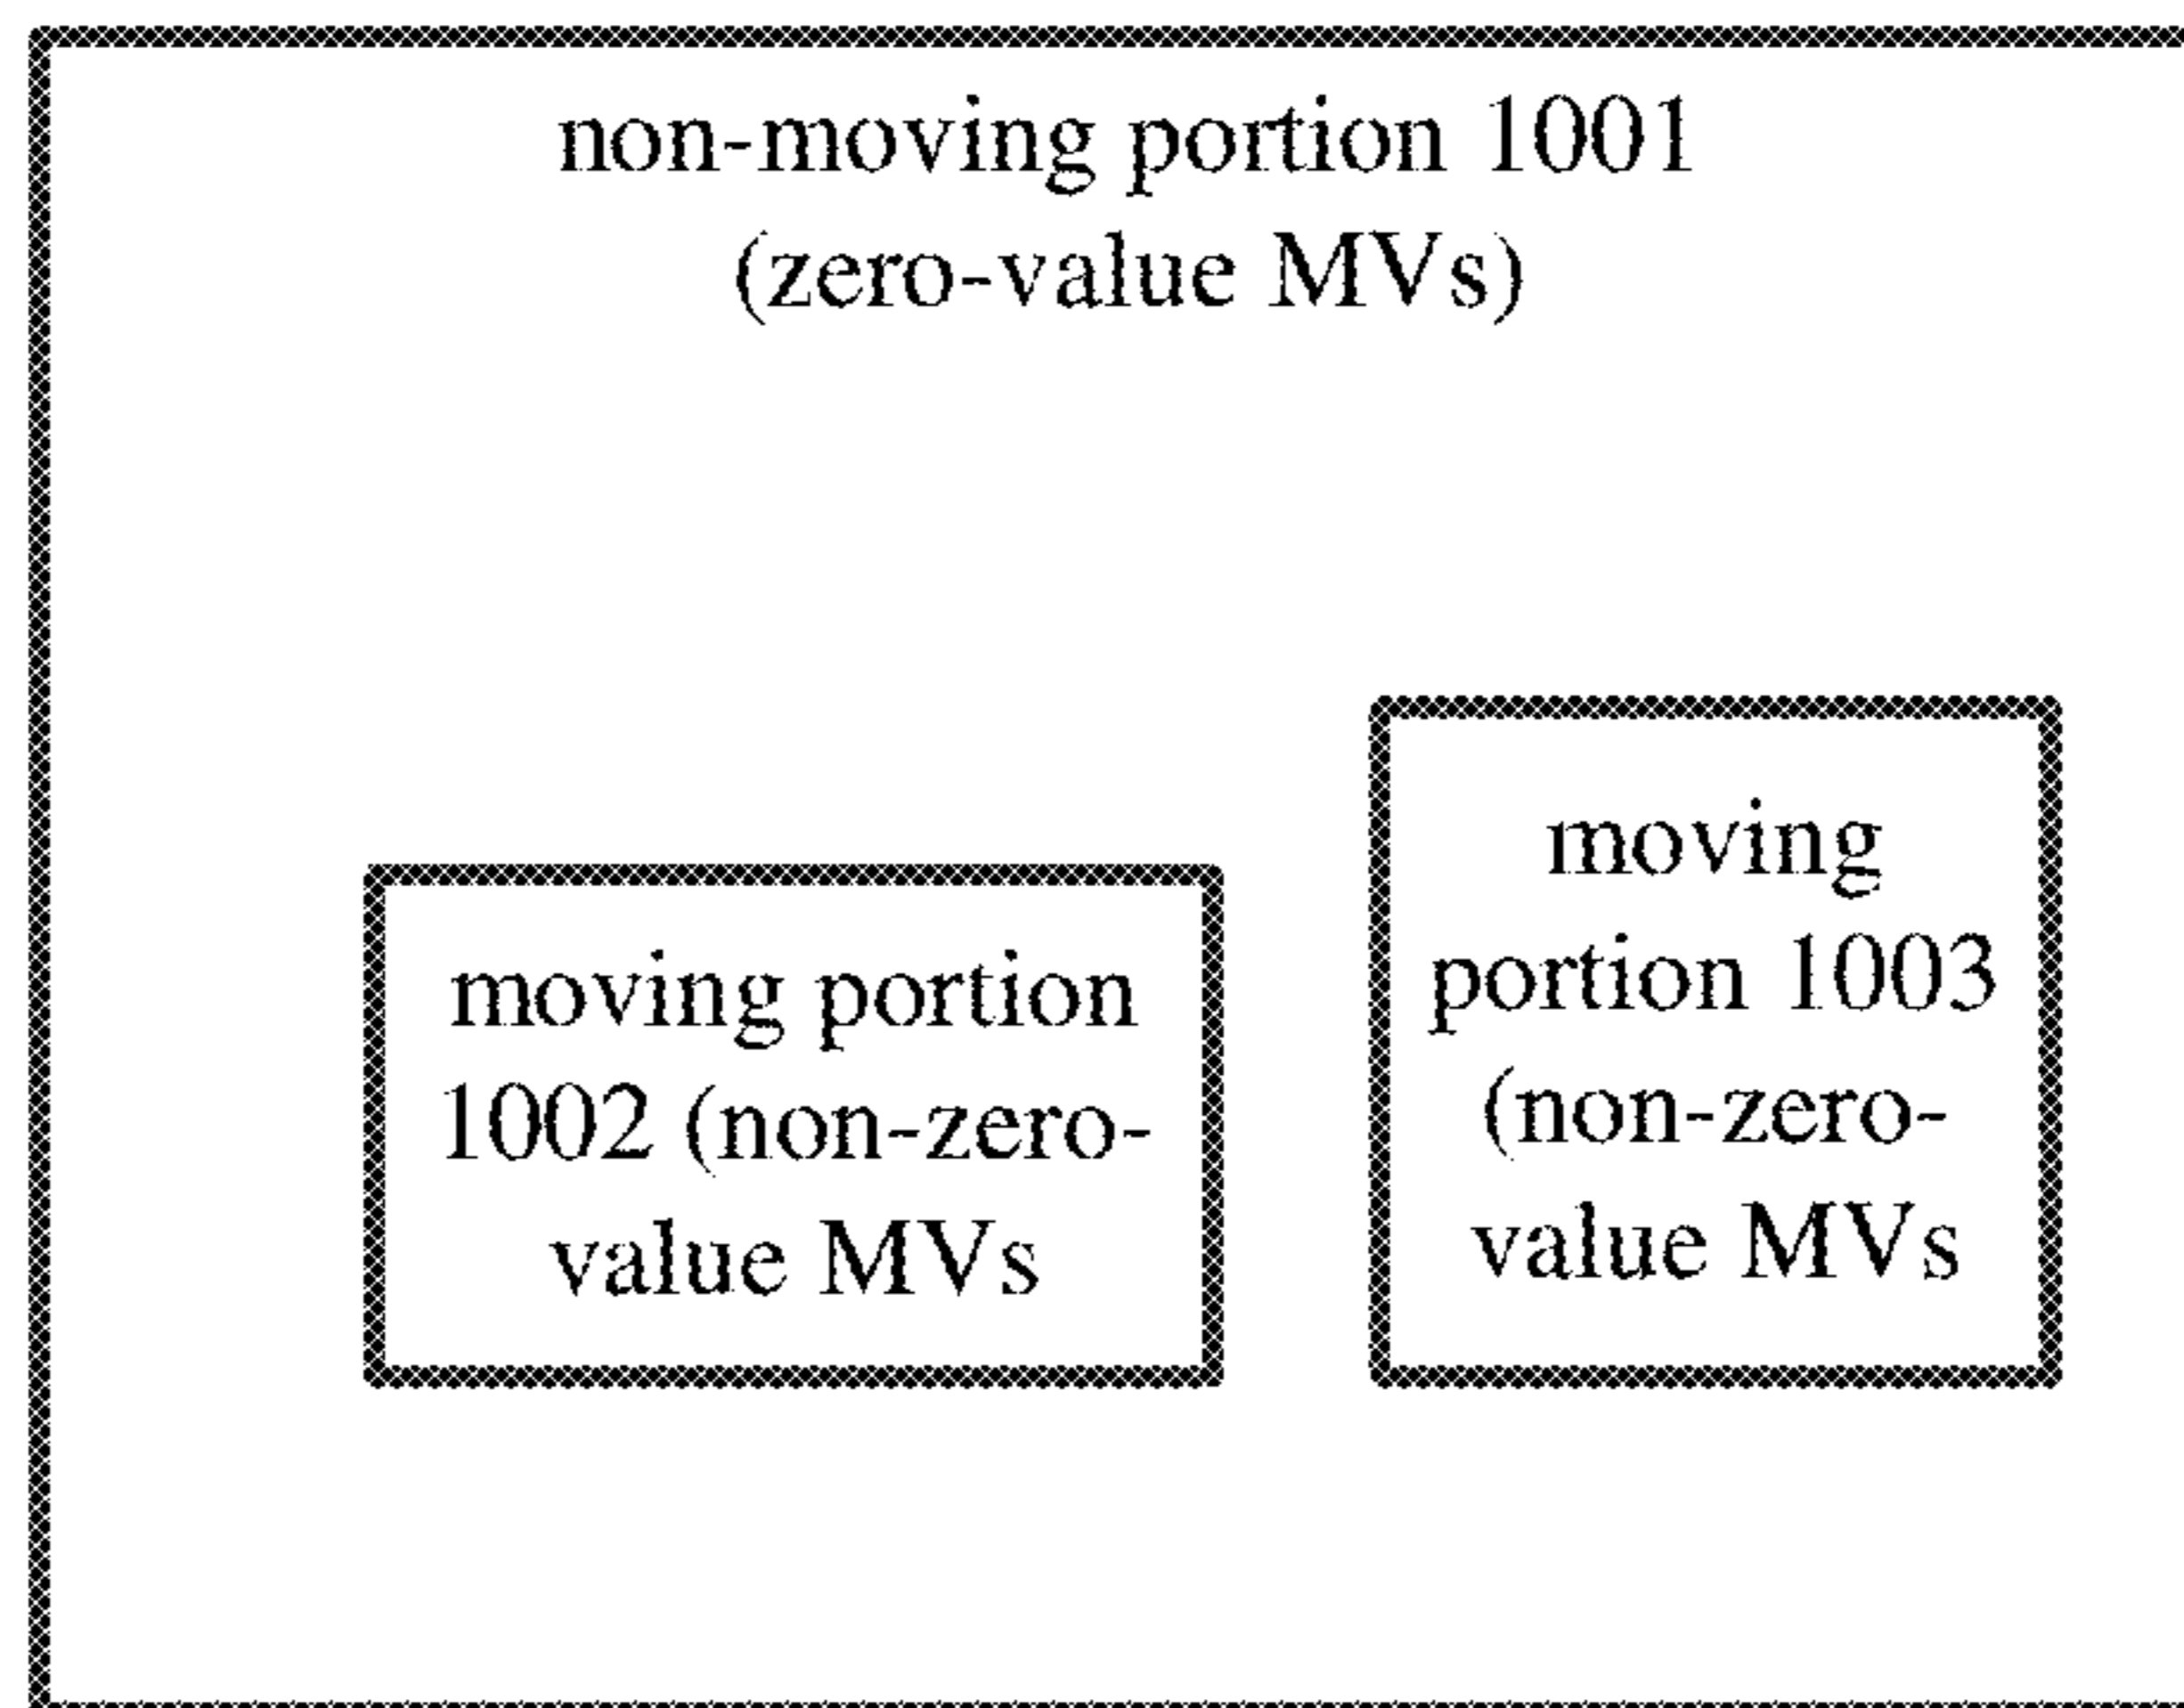 non-moving portion 1001
(zero-value MVs)
moving portion
1002 (non-zero-
value MVs
moving
portion 1003
(non-zero-
value MVs